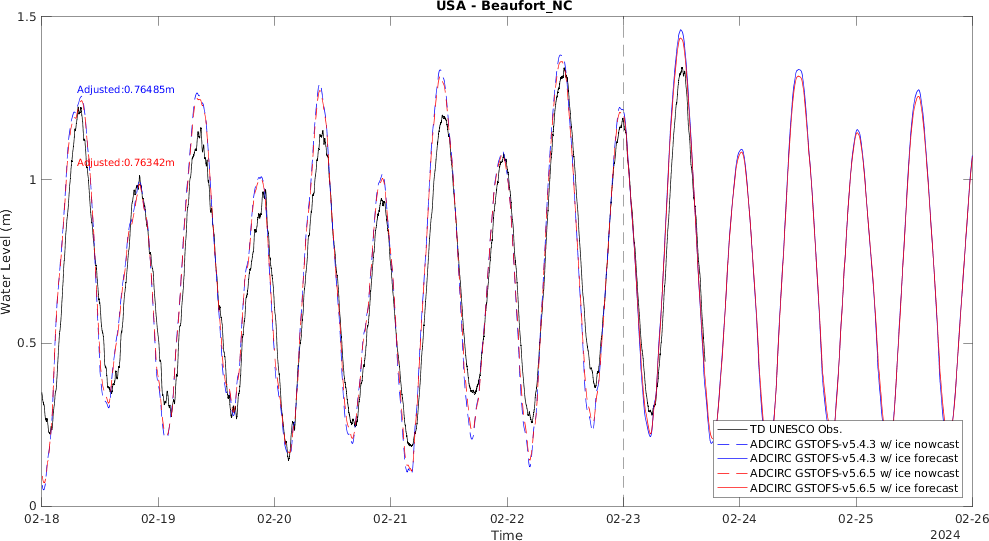 USA - Beaufort_NC
1.5
Adjusted:0.76485m
Adjusted:0.76342m
1
Water Level (m)
0.5
TD UNESCO Obs.
ADCIRC GSTOFS-v5.4.3 w/ ice nowcast
ADCIRC GSTOFS-v5.4.3 w/ ice forecast
ADCIRC GSTOFS-v5.6.5 w/ ice nowcast
ADCIRC GSTOFS-v5.6.5 w/ ice forecast
0
02-18 02-19 02-20 02-21 02-22 02-23 02-24 02-25 02-26
Time
2024